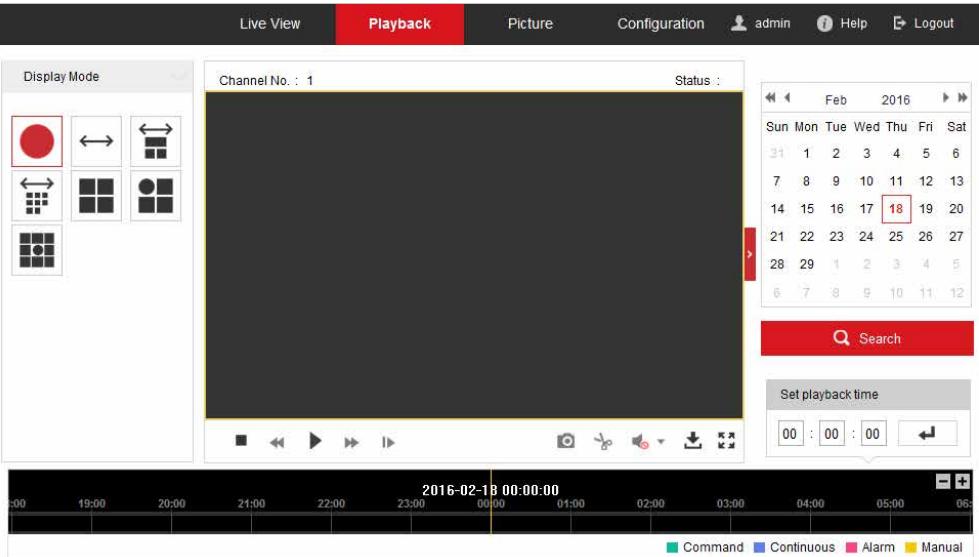 Live View Playback Picture Configuration admin Help Logout
Display Mode
Channel No. : 1 Status :
Feb 2016
Sun Mon Tue Wed Thu Fri Sat
31 1 2 3 4 5 6
7 8 9 10 11 12 13
14 15 16 17 18 19 20
21 22 23 24 25 26 27
28 29 1 2 3 4 5
6 7 8 9 10 11 12
Search
Set playback time
00 : 00 : 00
2016-02-18 00:00:00
:00 19:00 20:00 21:00 22:00 23:00 00:00 01:00 02:00 03:00 04:00 05:00 06:
Command Continuous Alarm Manual